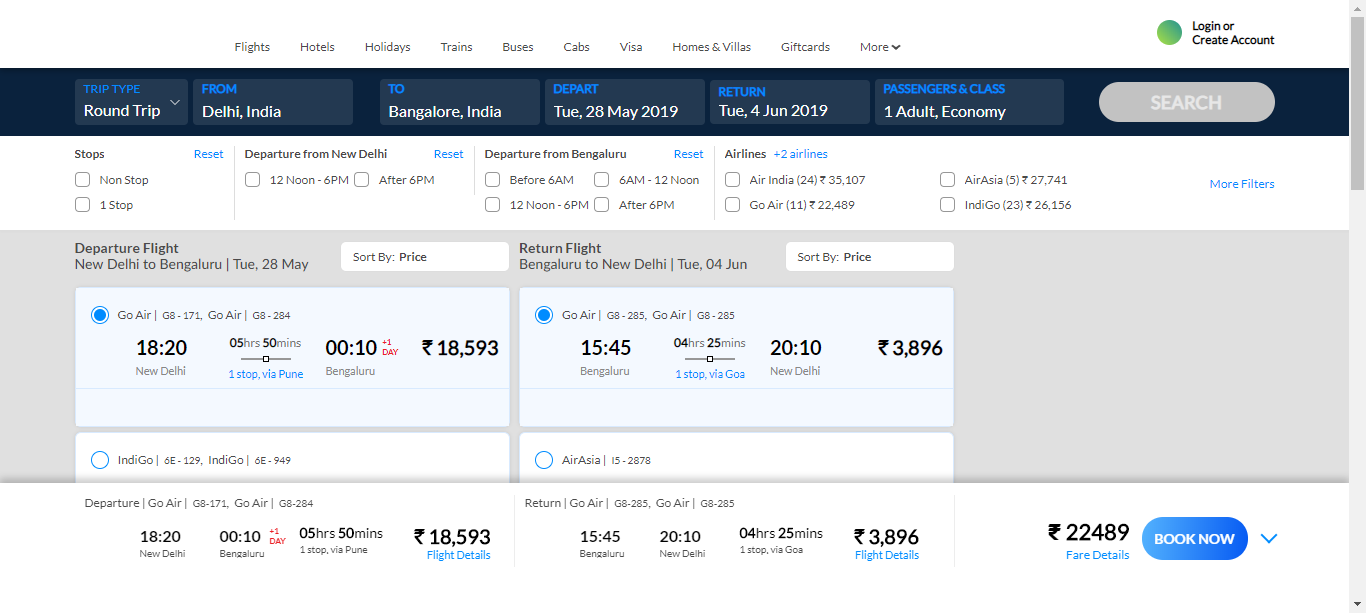 Login or
Create Account
Flights Hotels Holidays Trains Buses Cabs Visa Homes & Villas Giftcards More
TRIP TYPE FROM TO DEPART RETURN PASSENGERS & CLASS
Round Trip Delhi, India Bangalore, India Tue, 28 May 2019 Tue, 4 Jun 2019 1 Adult, Economy SEARCH
Stops Reset Departure from New Delhi Reset Departure from Bengaluru Reset Airlines +2 airlines
Non Stop 12 Noon - 6PM After 6PM Before 6AM 6AM - 12 Noon Air India (24) ₹ 35,107 AirAsia (5) ₹ 27,741 More Filters
1 Stop 12 Noon - 6PM After 6PM Go Air (11) ₹ 22,489 IndiGo (23) ₹ 26,156
Departure Flight Return Flight
New Delhi to Bengaluru | Tue, 28 May Sort By: Price Bengaluru to New Delhi | Tue, 04 Jun Sort By: Price
Go Air | G8 - 171, Go Air | G8 - 284 Go Air | G8 - 285, Go Air | G8 - 285
18:20 05hrs 50mins 00:10 +1 DAY ₹ 18,593 15:45 04hrs 25mins 20:10 ₹ 3,896
New Delhi 1 stop, via Pune Bengaluru Bengaluru 1 stop, via Goa New Delhi
IndiGo | 6E - 129, IndiGo | 6E - 949 AirAsia | I5 - 2878
Departure | Go Air | G8-171, Go Air | G8-284 Return | Go Air | G8-285, Go Air | G8-285
18:20 00:10 +1 DAY 05hrs 50mins ₹ 18,593 15:45 20:10 04hrs 25mins ₹ 3,896 ₹ 22489 BOOK NOW
New Delhi Bengaluru 1 stop, via Pune Flight Details Bengaluru New Delhi 1 stop, via Goa Flight Details Fare Details